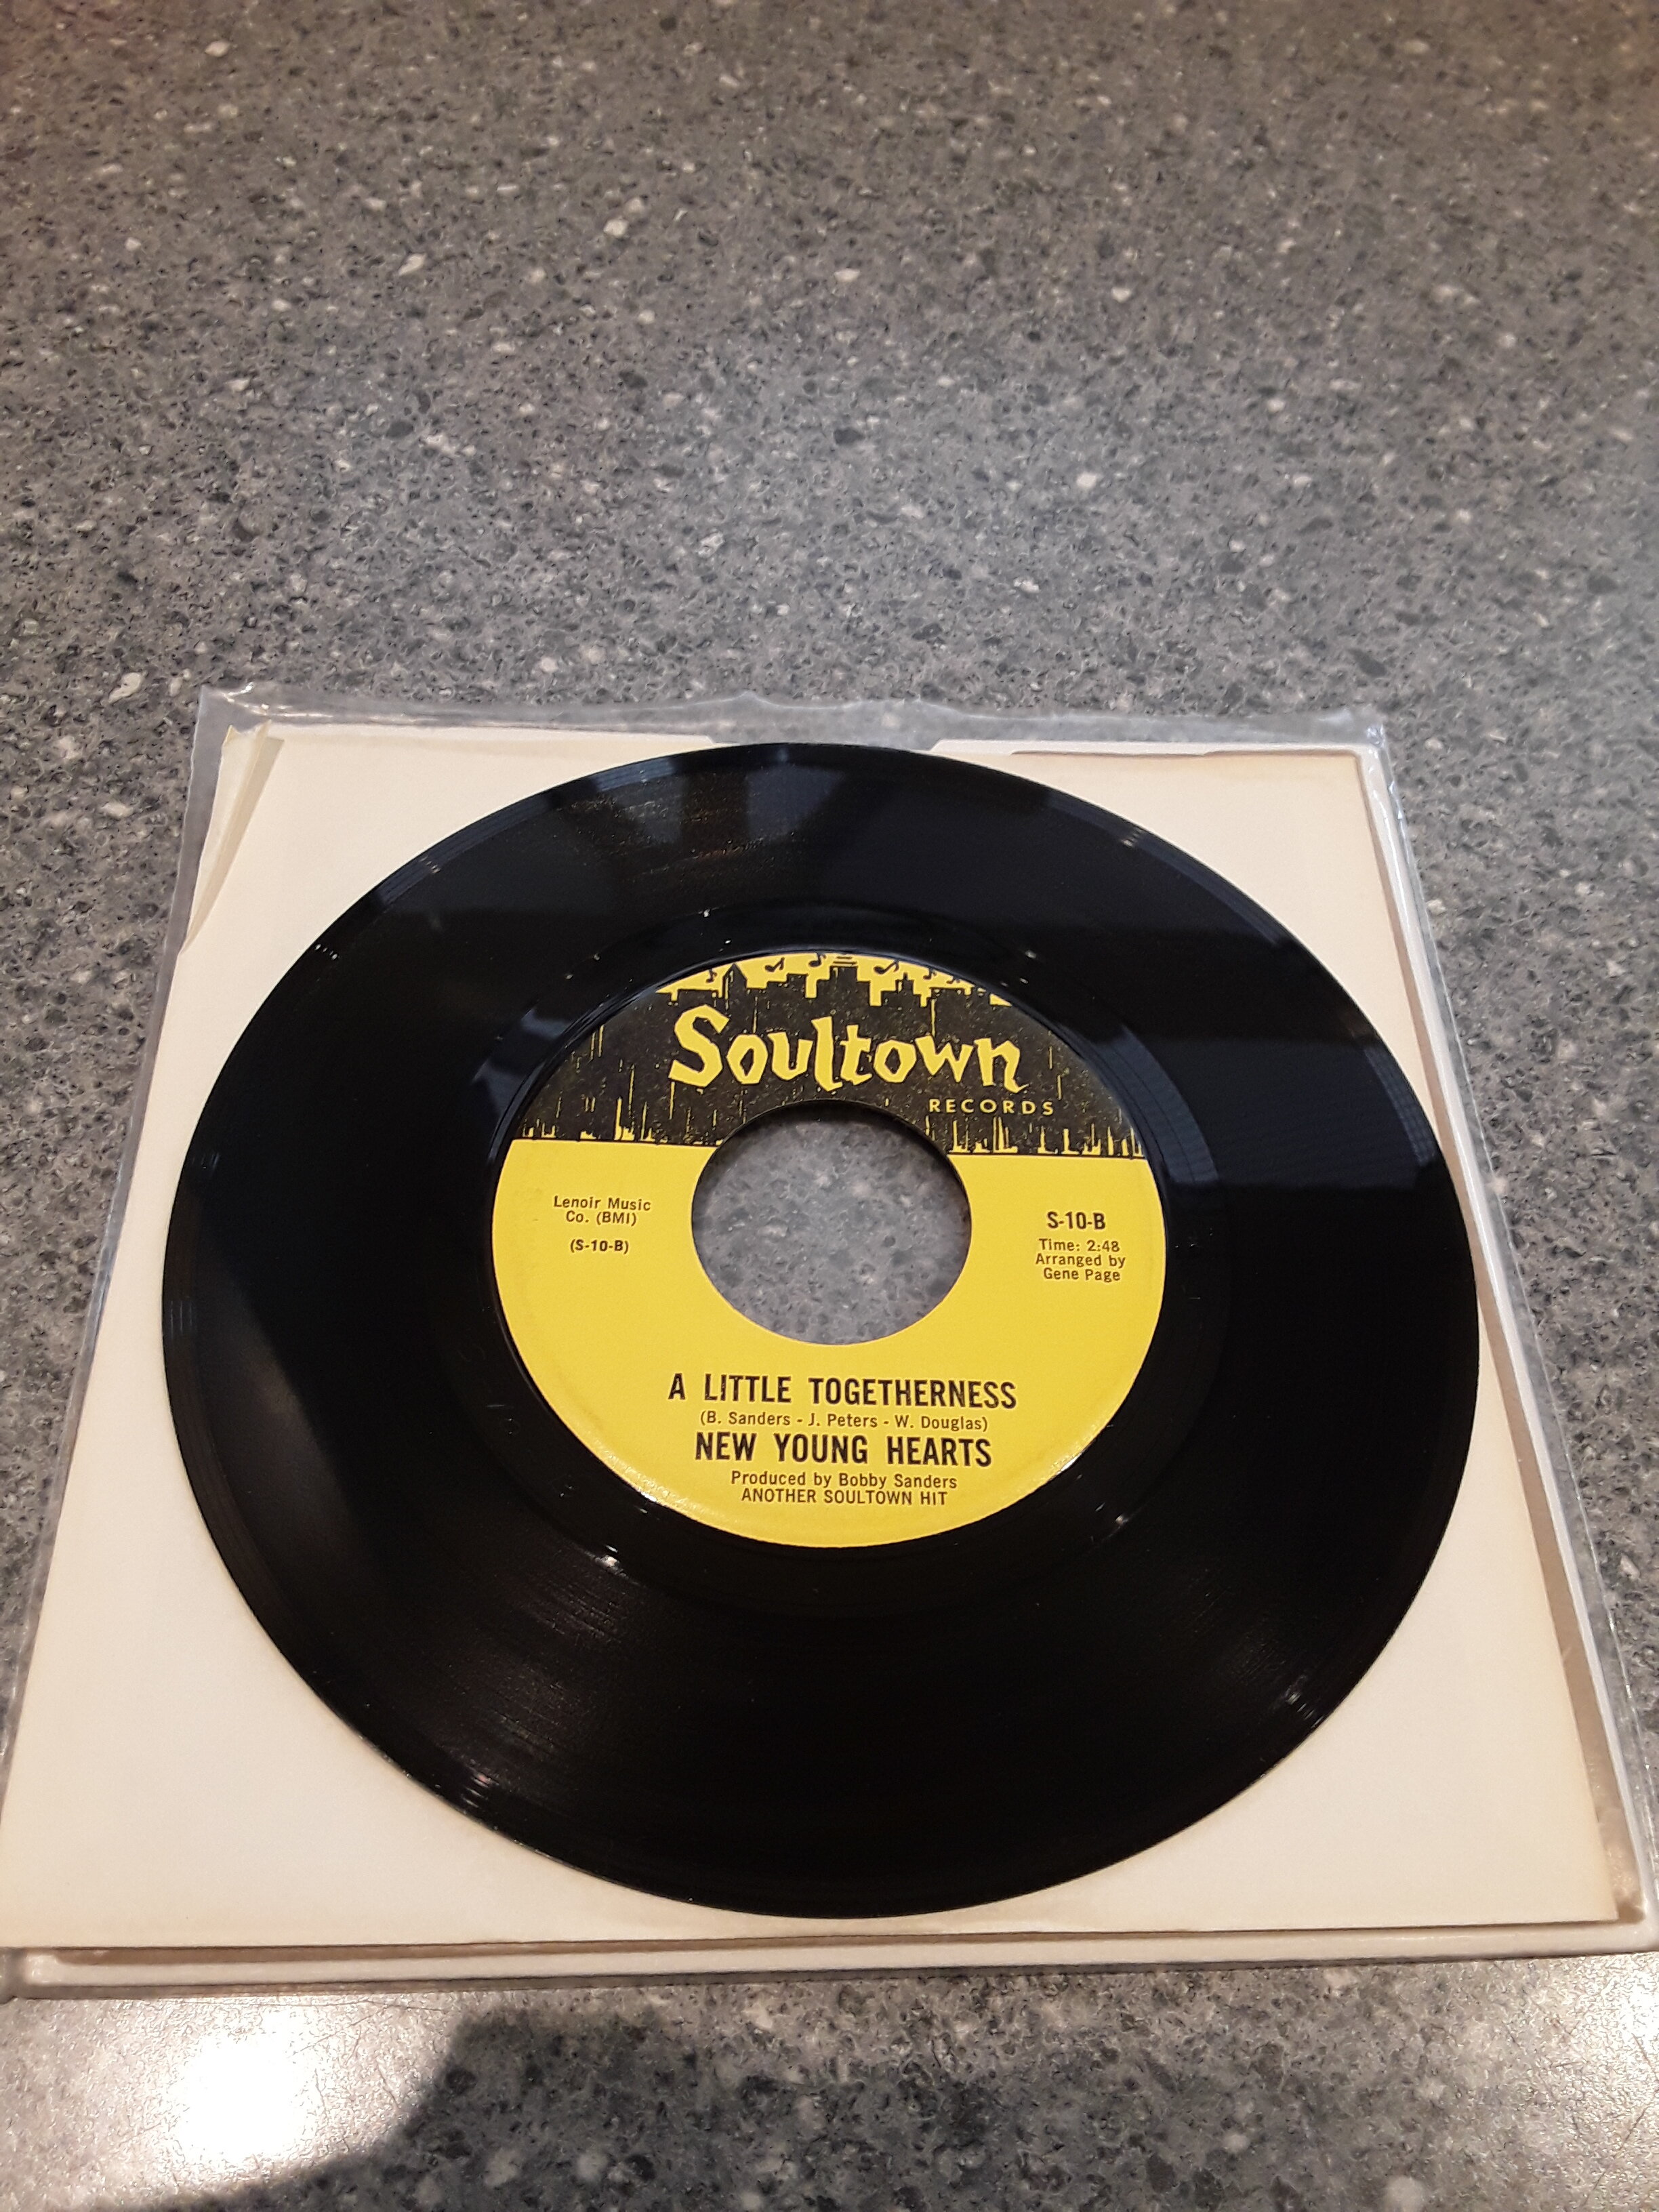 Soultown
RECORDS
Lenoir Music
Co. (BMI)
(S-10-B)
S-10-B
Time: 2:48
Arranged by
Gene Page
A LITTLE TOGETHERNESS
(B. Sanders - J. Peters - W. Douglas)
NEW YOUNG HEARTS
Produced by Bobby Sanders
ANOTHER SOULTOWN HIT